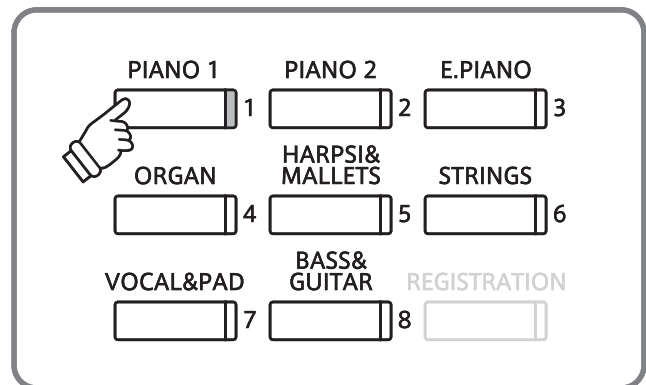 PIANO 1 PIANO 2 E.PIANO
1 2 3
ORGAN HARPSI& MALLETS STRINGS
4 5 6
VOCAL&PAD BASS& GUITAR REGISTRATION
7 8